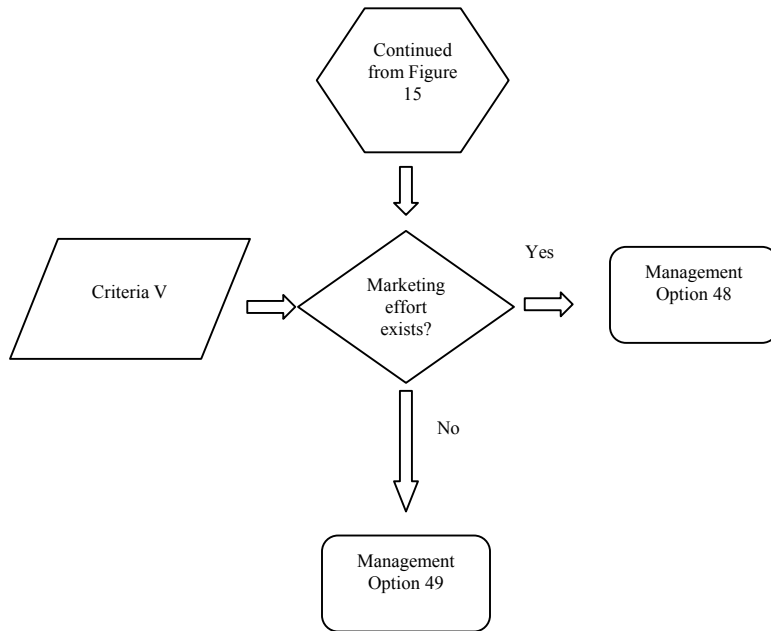 Continued
from Figure
15
Criteria V
Marketing
effort
exists?
Yes
Management
Option 48
No
Management
Option 49